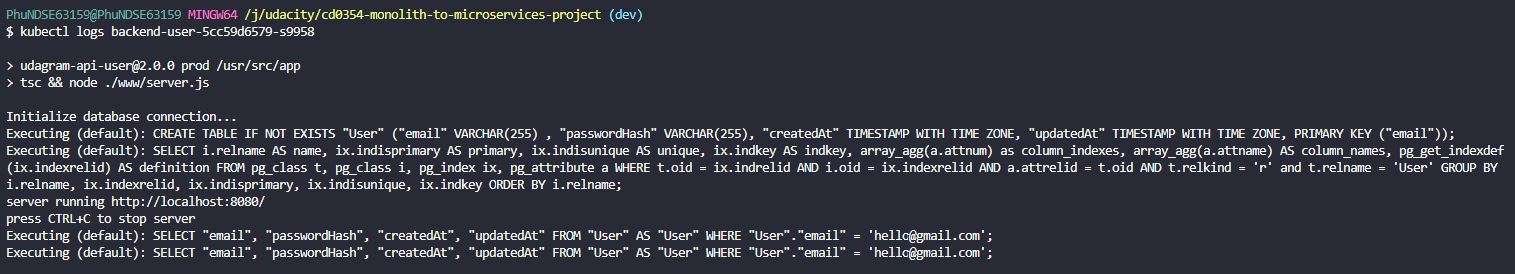 PhuNDSE63159@PhuNDSE63159 MINGW64 /j/udacity/cd0354-monolith-to-microservices-project (dev)
$ kubectl logs backend-user-5cc59d6579-s9958
> udagram-api-user@2.0.0 prod /usr/src/app
> tsc && node ./www/server.js
Initialize database connection...
Executing (default): CREATE TABLE IF NOT EXISTS "User" ("email" VARCHAR(255) , "passwordHash" VARCHAR(255), "createdAt" TIMESTAMP WITH TIME ZONE, "updatedAt" TIMESTAMP WITH TIME ZONE, PRIMARY KEY ("email"));
Executing (default): SELECT i.relname AS name, ix.indisprimary AS primary, ix.indisunique AS unique, ix.indkey AS indkey, array_agg(a.attnum) as column_indexes, array_agg(a.attname) AS column_names, pg_get_indexdef
(ix.indexrelid) AS definition FROM pg_class t, pg_class i, pg_index ix, pg_attribute a WHERE t.oid = ix.indrelid AND i.oid = ix.indexrelid AND a.attrelid = t.oid AND t.relkind = 'r' and t.relname = 'User' GROUP BY
i.relname, ix.indexrelid, ix.indisprimary, ix.indisunique, ix.indkey ORDER BY i.relname;
server running http://localhost:8080/
press CTRL+C to stop server
Executing (default): SELECT "email", "passwordHash", "createdAt", "updatedAt" FROM "User" AS "User" WHERE "User"."email" = 'hello@gmail.com';
Executing (default): SELECT "email", "passwordHash", "createdAt", "updatedAt" FROM "User" AS "User" WHERE "User"."email" = 'hello@gmail.com';